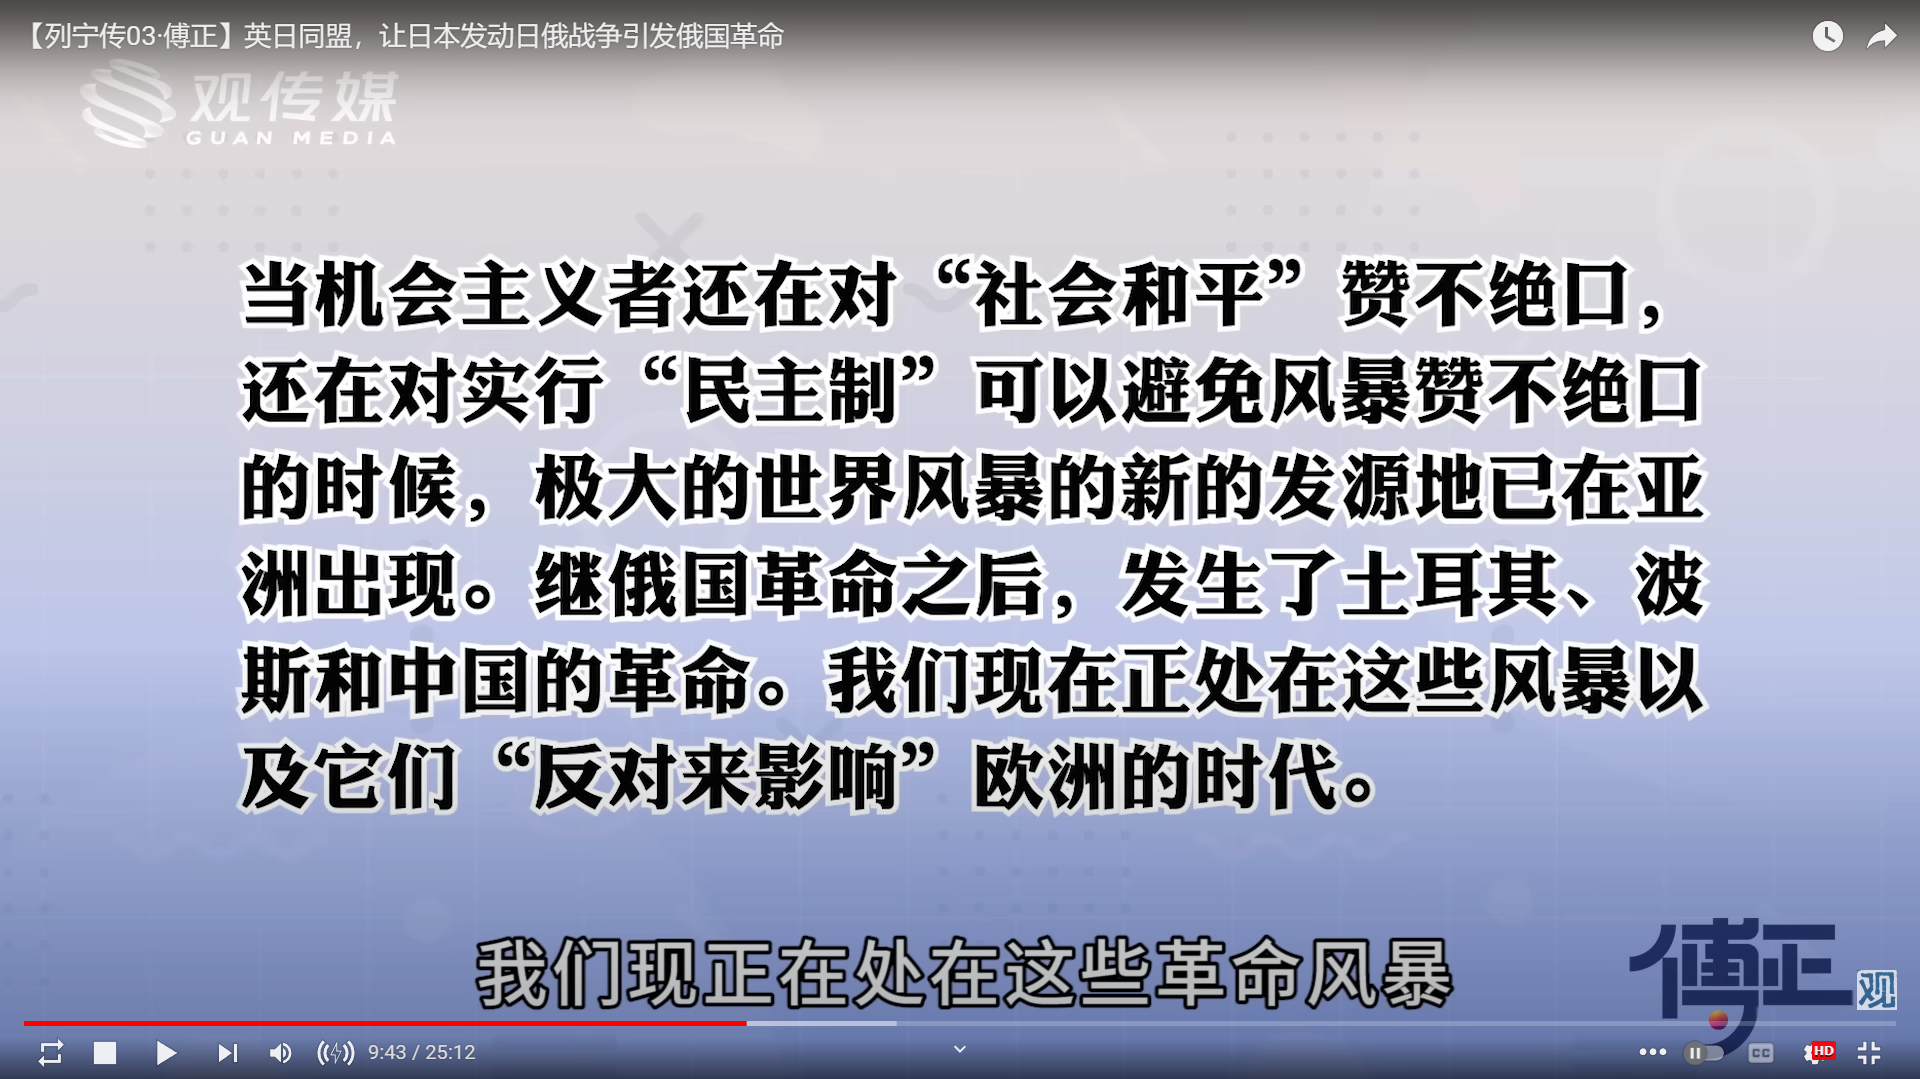 【列宁传03·傅正】英日同盟，让日本发动日俄战争引发俄国革命
观传媒
GUAN MEDIA
当机会主义者还在对“社会和平”赞不绝口，
还在对实行“民主制”可以避免风暴赞不绝口
的时候，极大的世界风暴的新的发源地已在亚
洲出现。继俄国革命之后，发生了土耳其、波
斯和中国的革命。我们现在正处在这些风暴以
及它们“反对来影响”欧洲的时代。
我们现正在处在这些革命风暴
傅正
观
9:43 / 25:12
CC
HD